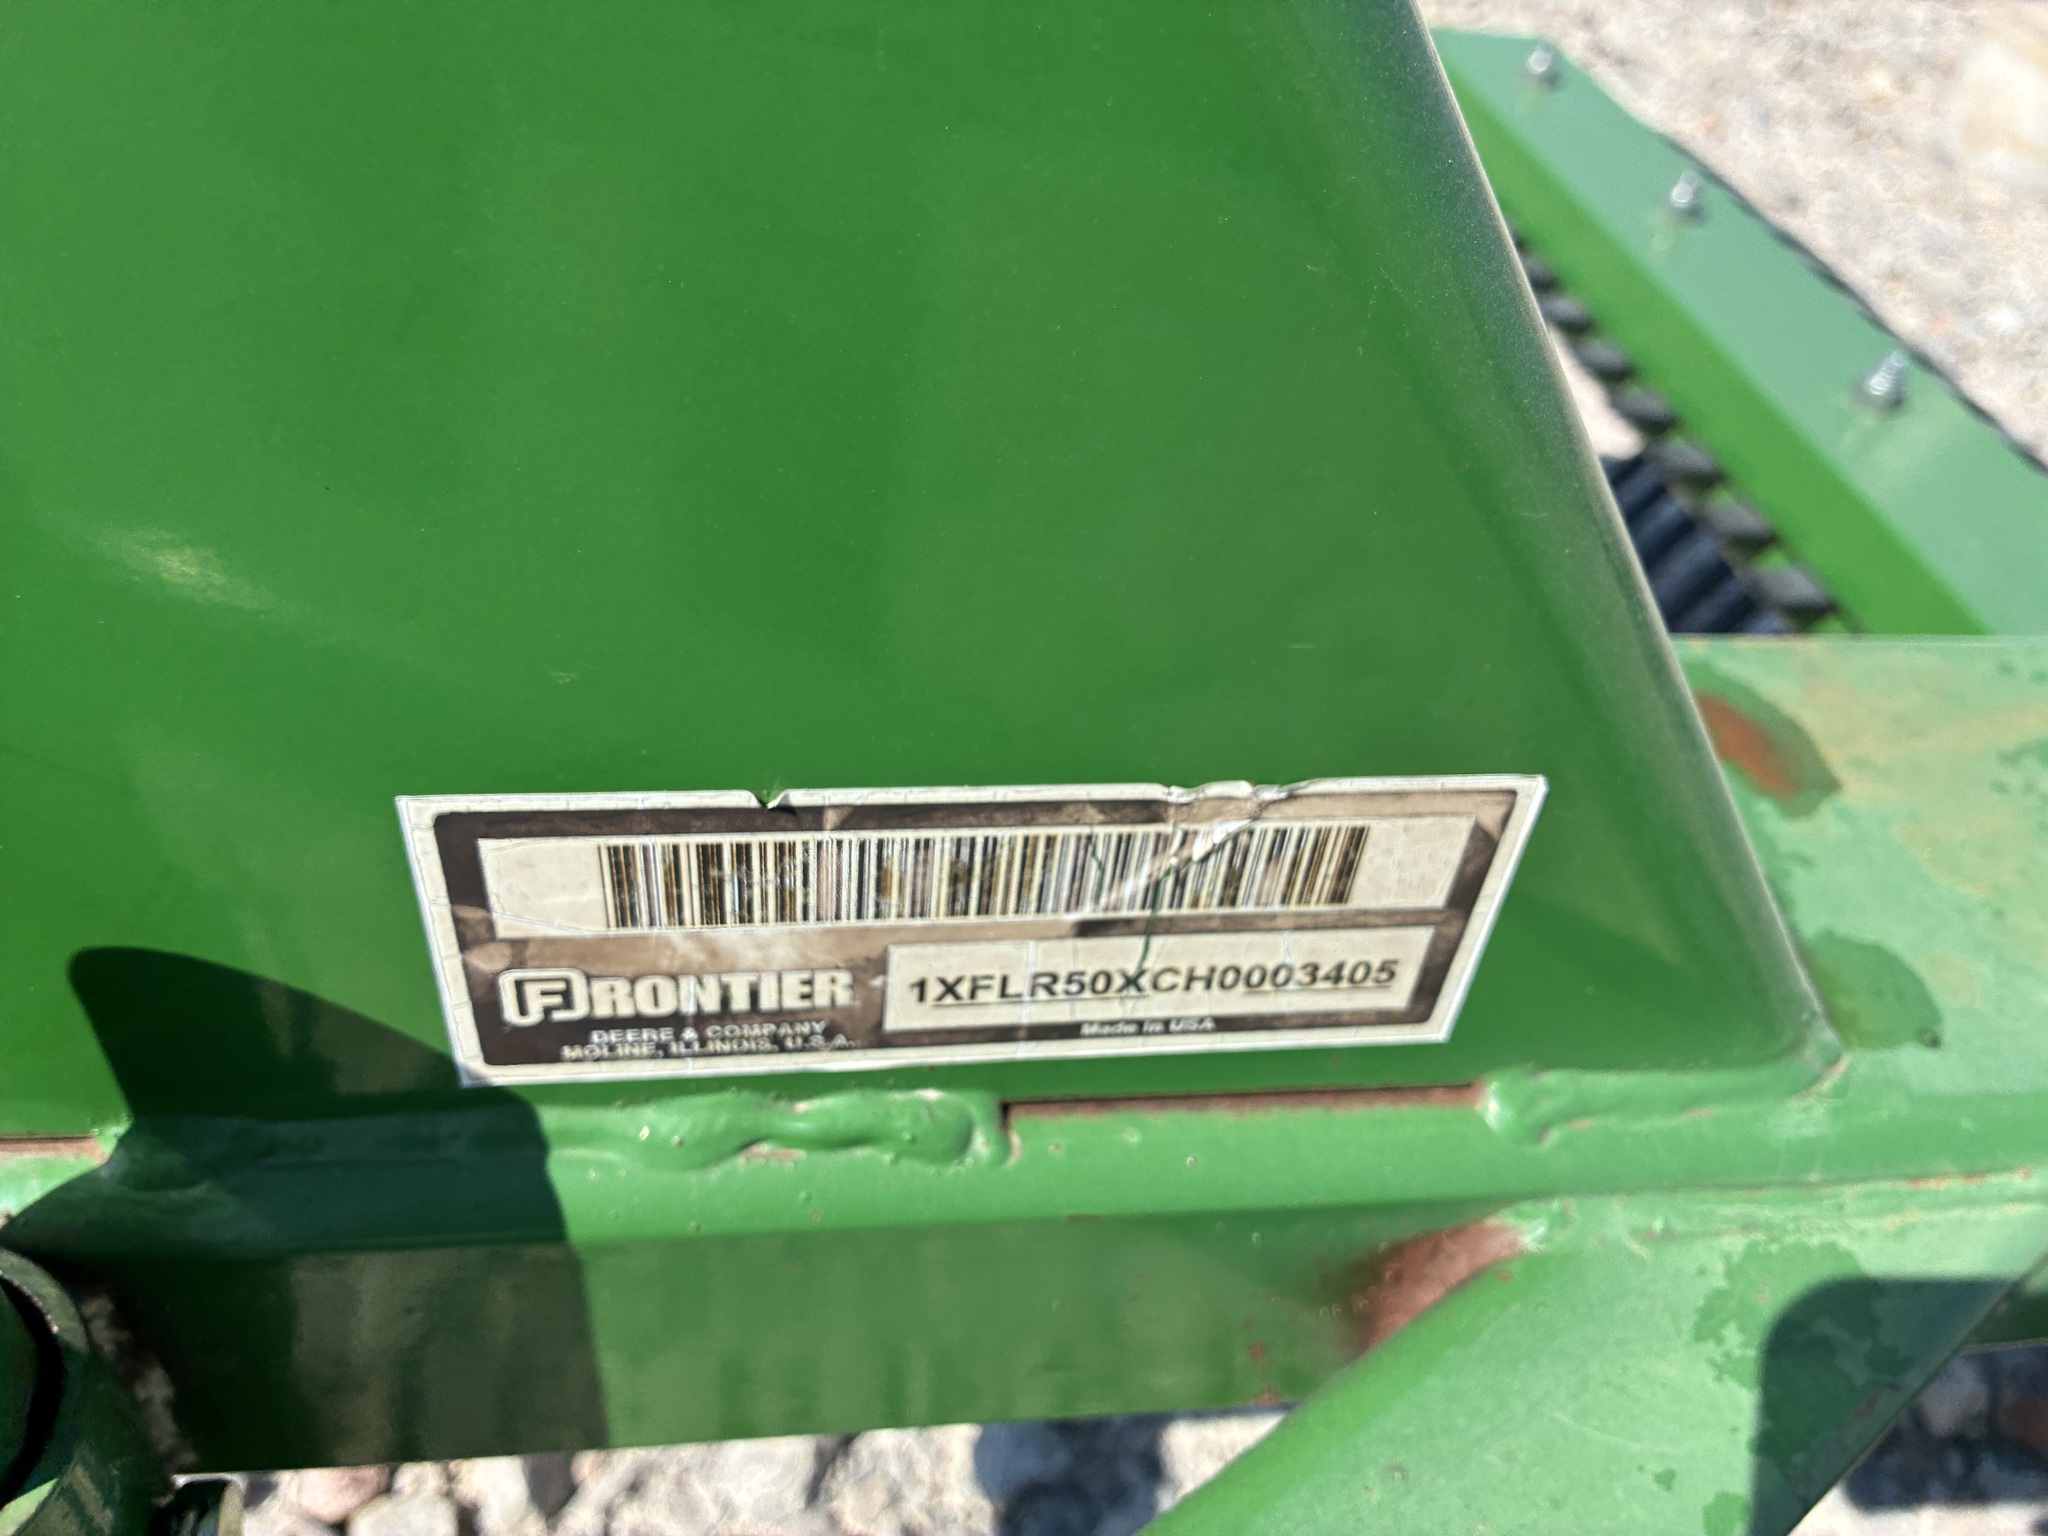 FRONTIER
DEERE & COMPANY
MOLINE, ILLINOIS, U.S.A.
1XFLR50XCH0003405
Made in USA